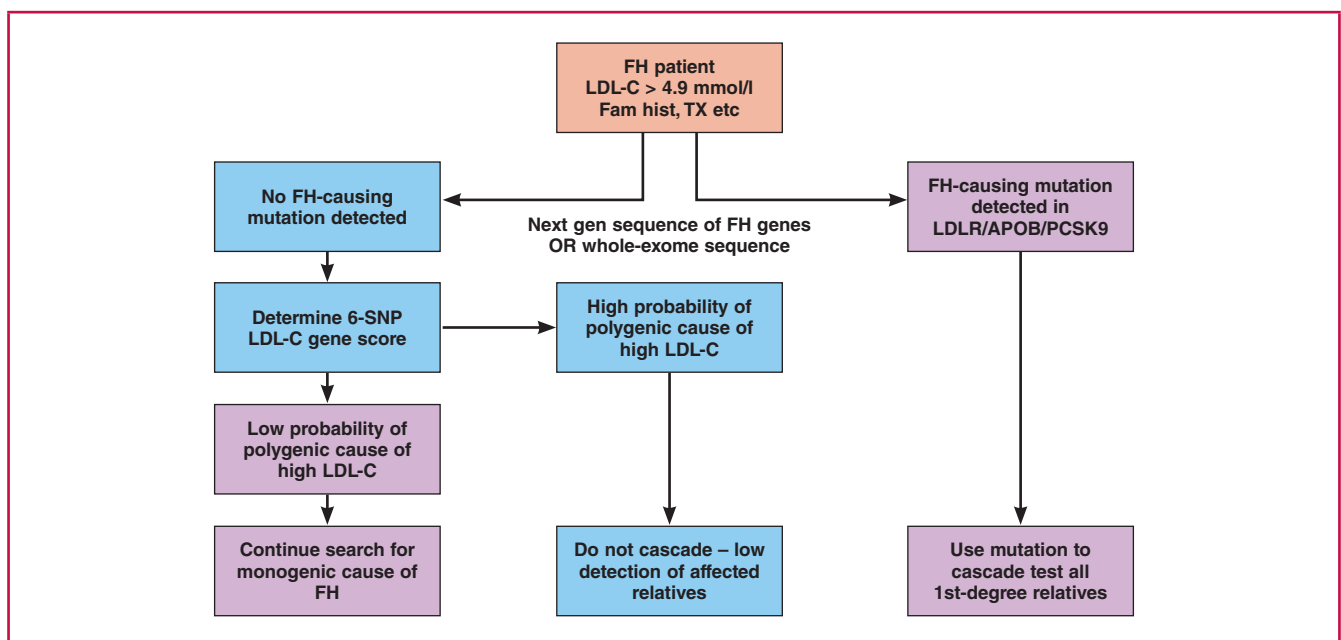 FH patient
LDL-C > 4.9 mmol/l
Fam hist, TX etc
No FH-causing
mutation detected
Next gen sequence of FH genes
OR whole-exome sequence
FH-causing mutation
detected in
LDLR/APOB/PCSK9
Determine 6-SNP
LDL-C gene score
High probability of
polygenic cause of
high LDL-C
Low probability of
polygenic cause of
high LDL-C
Continue search for
monogenic cause of
FH
Do not cascade – low
detection of affected
relatives
Use mutation to
cascade test all
1st-degree relatives